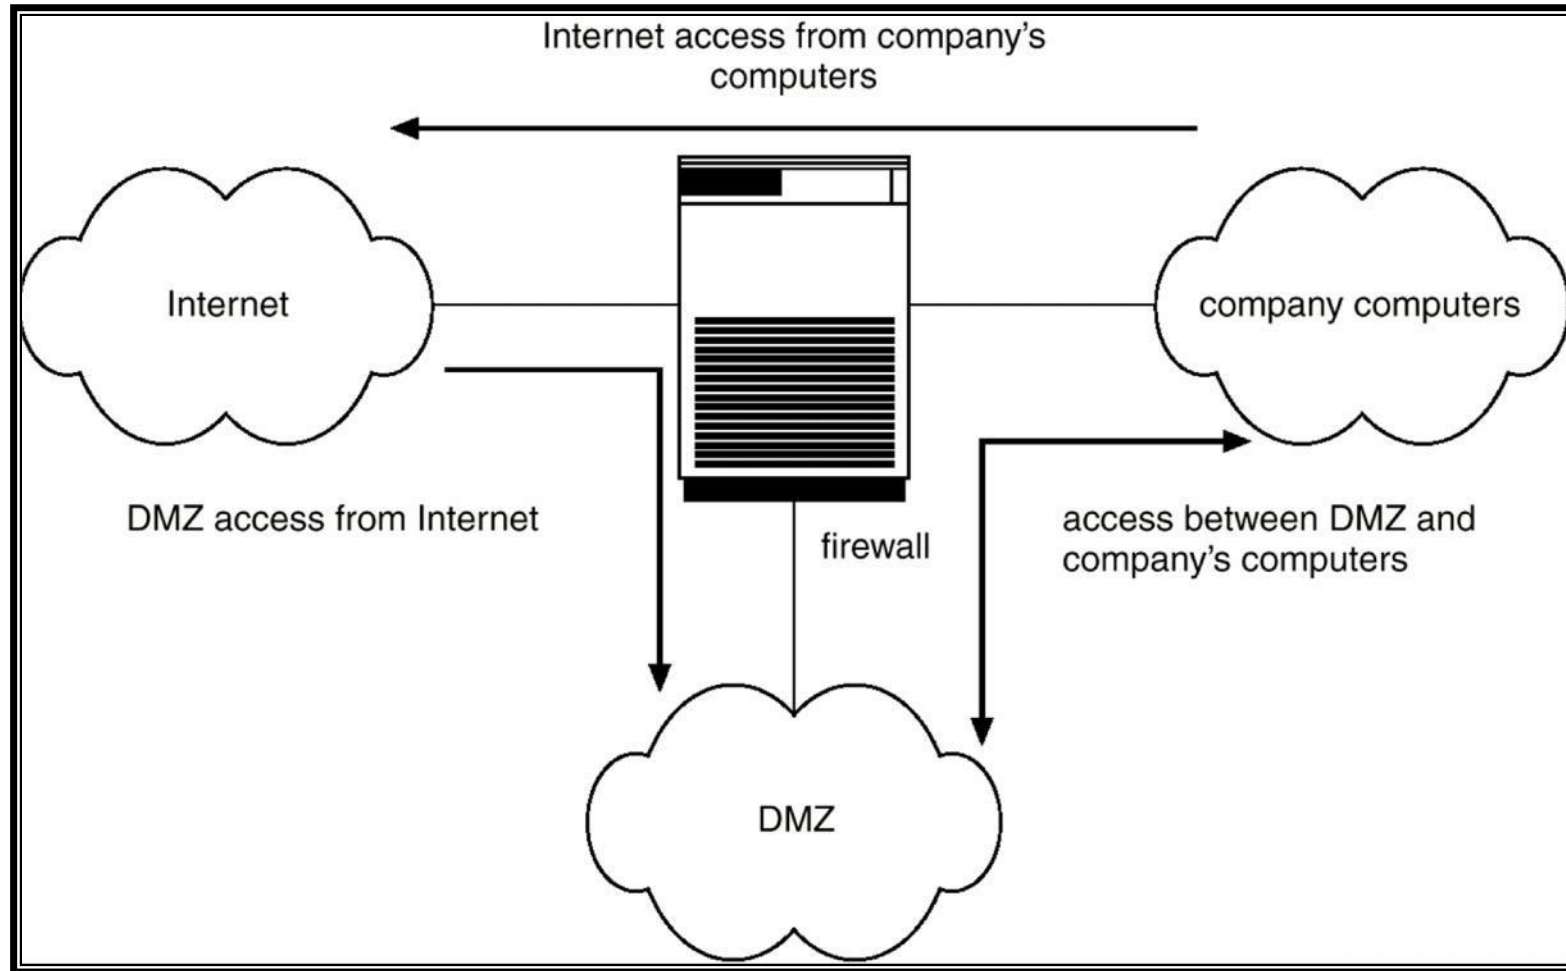 Internet access from company’s
computers
Internet
company computers
DMZ access from Internet
firewall
access between DMZ and
company’s computers
DMZ